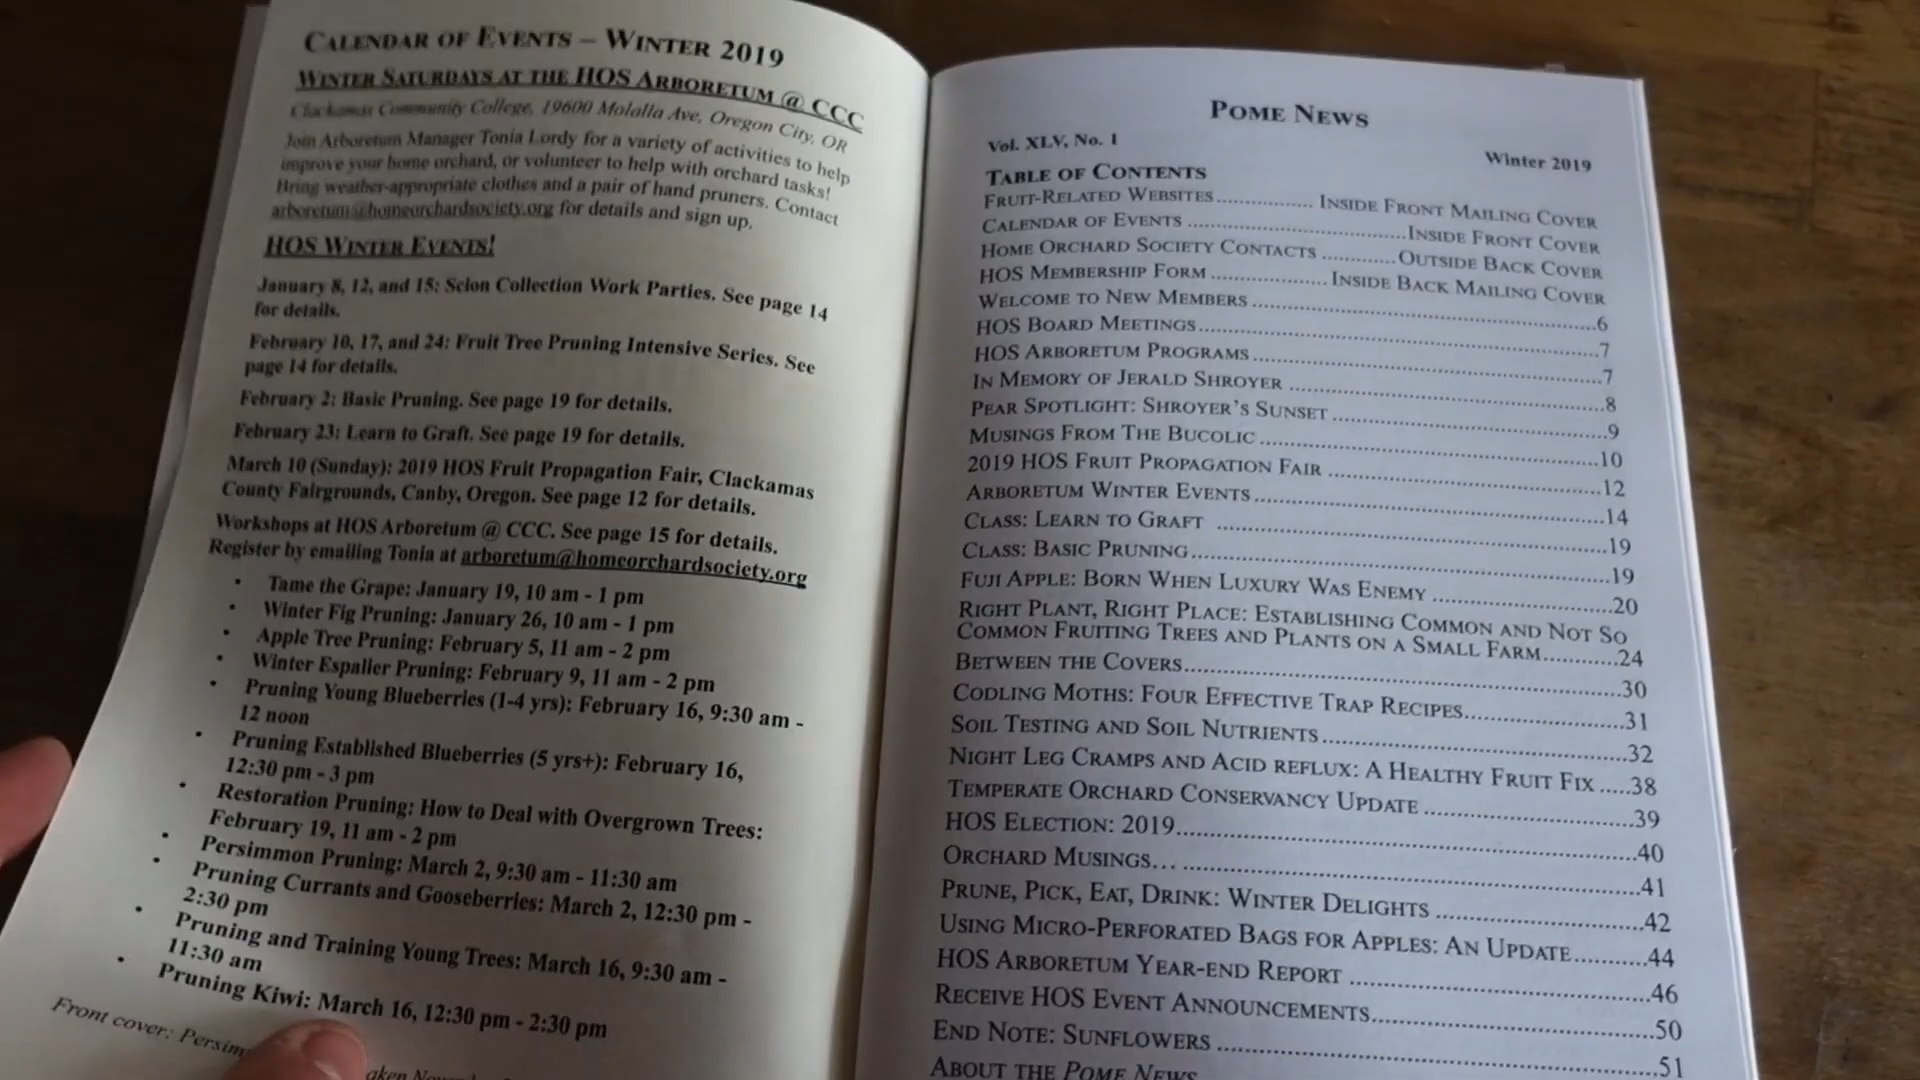 CALENDAR OF EVENTS – WINTER 2019
WINTER SATURDAYS AT THE HOS ARBORETUM @ CCC
Clackamas Community College, 19600 Molalla Ave, Oregon City, OR
Join Arboretum Manager Tonia Lordy for a variety of activities to help
improve your home orchard, or volunteer to help with orchard tasks!
Bring weather-appropriate clothes and a pair of hand pruners. Contact
arboretum@homeorchardsociety.org for details and sign up.
HOS WINTER EVENTS!
January 8, 12, and 15: Scion Collection Work Parties. See page 14
for details.
February 10, 17, and 24: Fruit Tree Pruning Intensive Series. See
page 14 for details.
February 2: Basic Pruning. See page 19 for details.
February 23: Learn to Graft. See page 19 for details.
March 10 (Sunday): 2019 HOS Fruit Propagation Fair, Clackamas
County Fairgrounds, Canby, Oregon. See page 12 for details.
Workshops at HOS Arboretum @ CCC. See page 15 for details.
Register by emailing Tonia at arboretum@homeorchardsociety.org
• Tame the Grape: January 19, 10 am - 1 pm
• Winter Fig Pruning: January 26, 10 am - 1 pm
• Apple Tree Pruning: February 5, 11 am - 2 pm
• Winter Espalier Pruning: February 9, 11 am - 2 pm
• Pruning Young Blueberries (1-4 yrs): February 16, 9:30 am -
12 noon
• Pruning Established Blueberries (5 yrs+): February 16,
12:30 pm - 3 pm
• Restoration Pruning: How to Deal with Overgrown Trees:
February 19, 11 am - 2 pm
• Persimmon Pruning: March 2, 9:30 am - 11:30 am
• Pruning Currants and Gooseberries: March 2, 12:30 pm -
2:30 pm
• Pruning and Training Young Trees: March 16, 9:30 am -
11:30 am
• Pruning Kiwi: March 16, 12:30 pm - 2:30 pm
Front cover:
POME NEWS
Vol. XLV, No. 1 Winter 2019
TABLE OF CONTENTS
FRUIT-RELATED WEBSITES................ INSIDE FRONT MAILING COVER
CALENDAR OF EVENTS ....................................INSIDE FRONT COVER
HOME ORCHARD SOCIETY CONTACTS ............OUTSIDE BACK COVER
HOS MEMBERSHIP FORM ................... INSIDE BACK MAILING COVER
WELCOME TO NEW MEMBERS ........................................................6
HOS BOARD MEETINGS................................................................7
HOS ARBORETUM PROGRAMS .......................................................7
IN MEMORY OF JERALD SHROYER ..................................................8
PEAR SPOTLIGHT: SHROYER'S SUNSET ...........................................9
MUSINGS FROM THE BUCOLIC ......................................................10
2019 HOS FRUIT PROPAGATION FAIR ...........................................12
ARBORETUM WINTER EVENTS ......................................................14
CLASS: LEARN TO GRAFT ............................................................19
CLASS: BASIC PRUNING................................................................19
FUJI APPLE: BORN WHEN LUXURY WAS ENEMY ............................20
RIGHT PLANT, RIGHT PLACE: ESTABLISHING COMMON AND NOT SO
COMMON FRUITING TREES AND PLANTS ON A SMALL FARM...........24
BETWEEN THE COVERS..................................................................30
CODLING MOTHS: FOUR EFFECTIVE TRAP RECIPES.......................31
SOIL TESTING AND SOIL NUTRIENTS .............................................32
NIGHT LEG CRAMPS AND ACID REFLUX: A HEALTHY FRUIT FIX .....38
TEMPERATE ORCHARD CONSERVANCY UPDATE ............................39
HOS ELECTION: 2019....................................................................40
ORCHARD MUSINGS… ..................................................................41
PRUNE, PICK, EAT, DRINK: WINTER DELIGHTS ............................42
USING MICRO-PERFORATED BAGS FOR APPLES: AN UPDATE..........44
HOS ARBORETUM YEAR-END REPORT .........................................46
RECEIVE HOS EVENT ANNOUNCEMENTS.......................................50
END NOTE: SUNFLOWERS ............................................................51
ABOUT THE POME NEWS